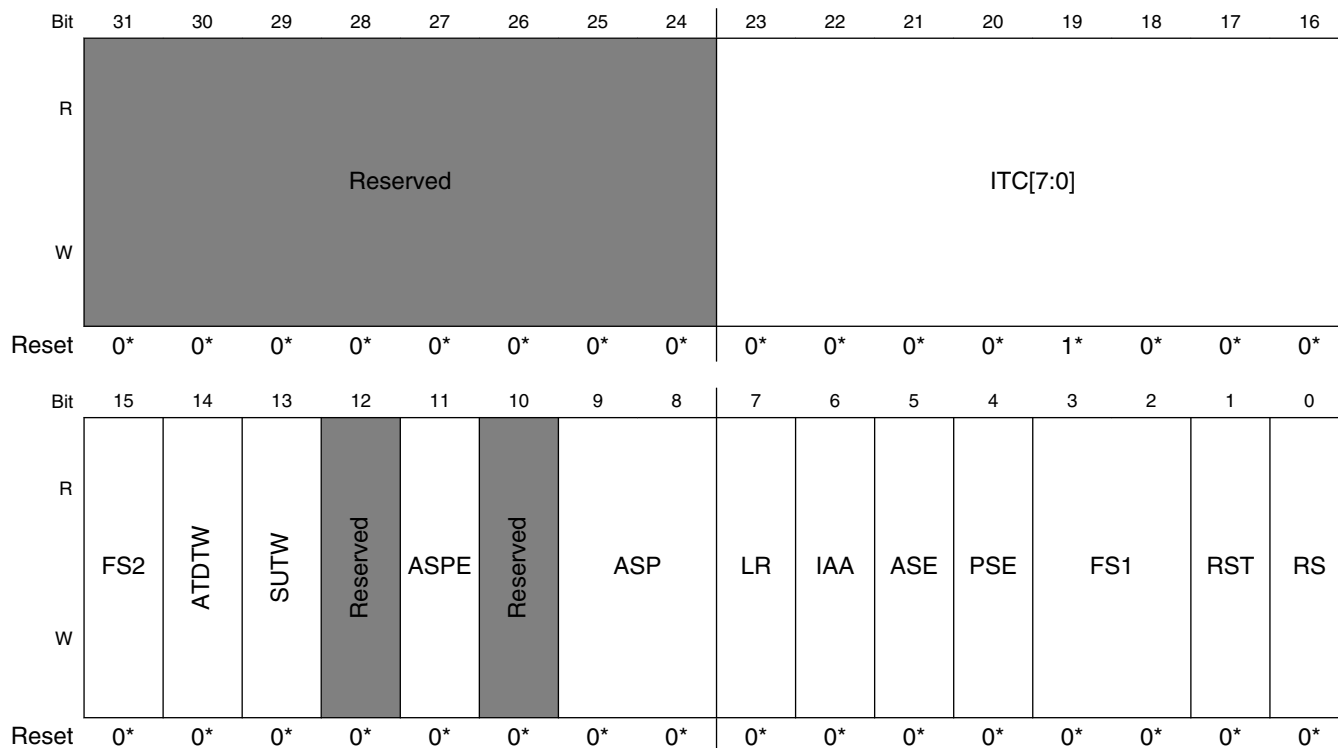 Bit 31 30 29 28 27 26 25 24 23 22 21 20 19 18 17 16
R
Reserved ITC[7:0]
W
Reset 0* 0* 0* 0* 0* 0* 0* 0* 0* 0* 0* 0* 1* 0* 0* 0*
Bit 15 14 13 12 11 10 9 8 7 6 5 4 3 2 1 0
R
FS2 ATDTW SUTW Reserved ASPE Reserved ASP LR IAA ASE PSE FS1 RST RS
W
Reset 0* 0* 0* 0* 0* 0* 0* 0* 0* 0* 0* 0* 0* 0* 0* 0*